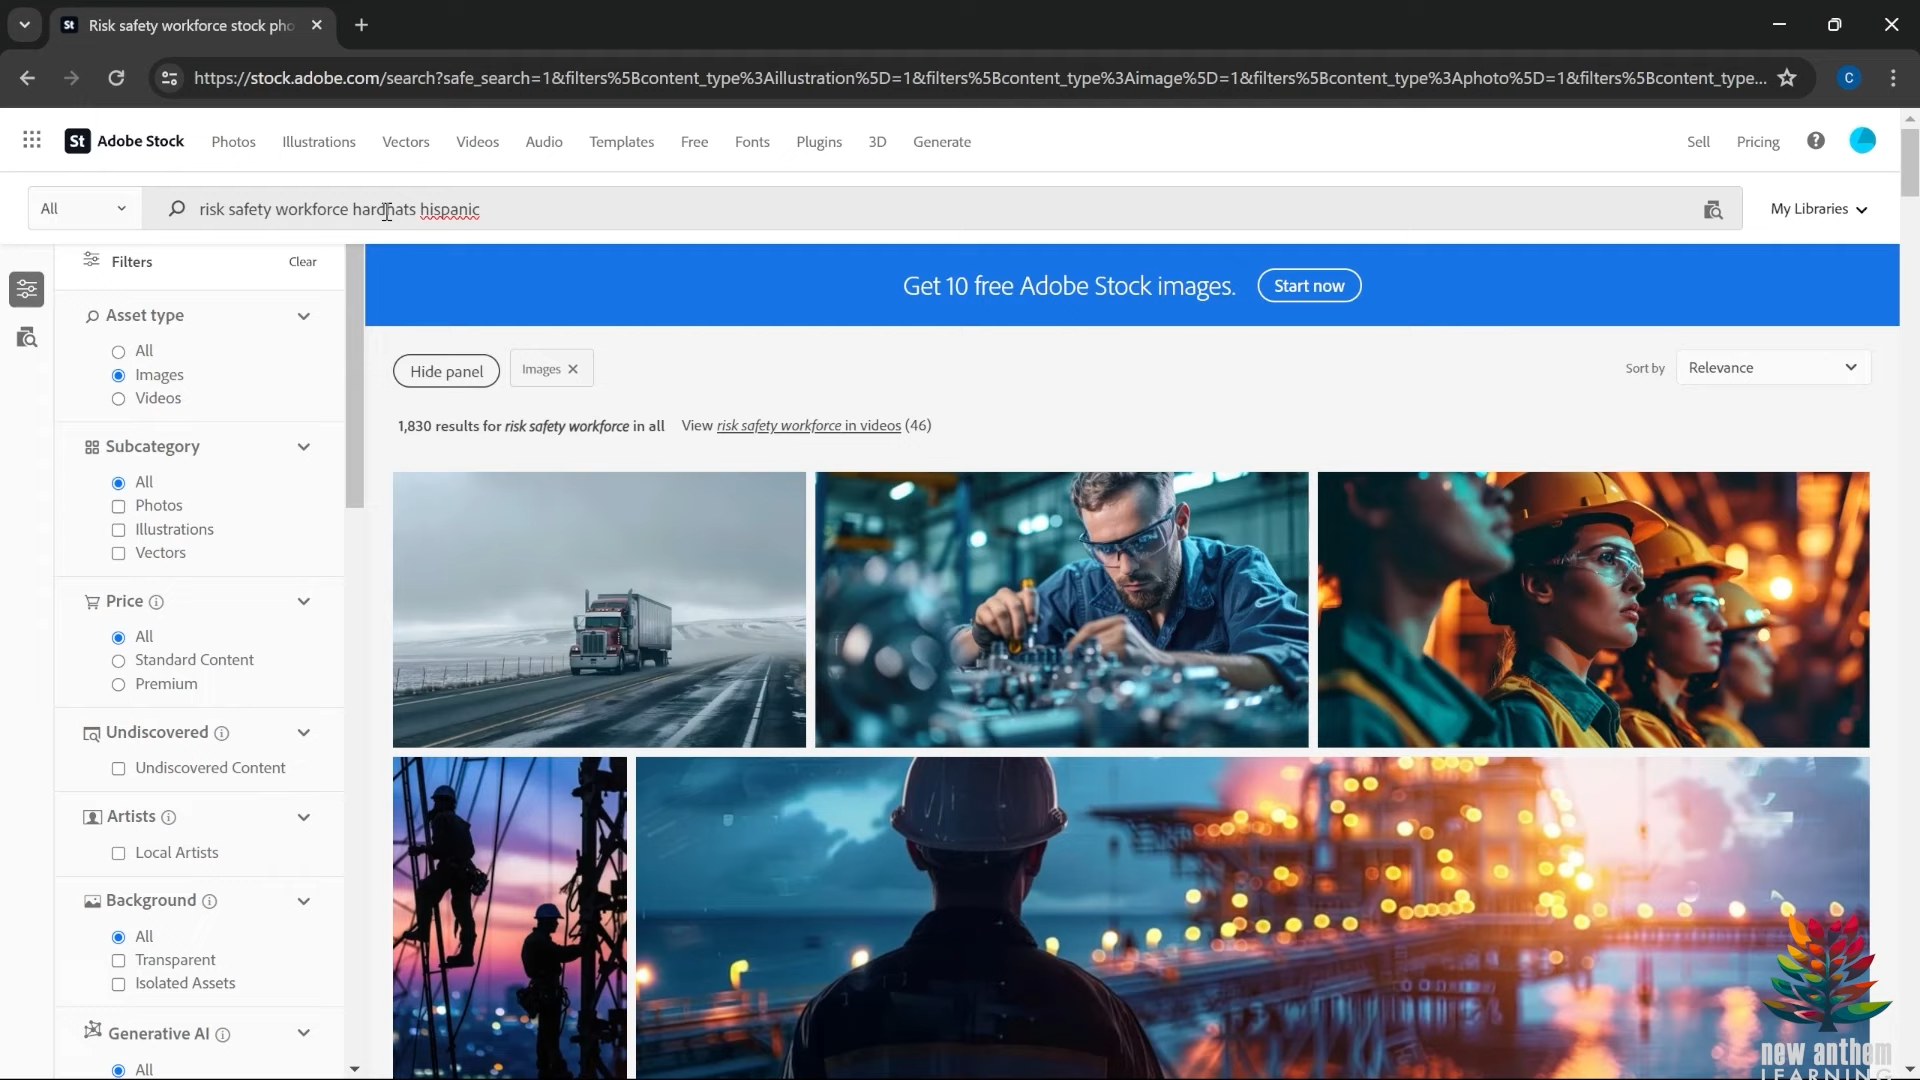 St Risk safety workforce stock pho
https://stock.adobe.com/search?safe_search=1&filters%5Bcontent_type%3Aillustration%5D=1&filters%5Bcontent_type%3Aimage%5D=1&filters%5Bcontent_type%3Aphoto%5D=1&filters%5Bcontent_type... C
St Adobe Stock Photos Illustrations Vectors Videos Audio Templates Free Fonts Plugins 3D Generate Sell Pricing
All risk safety workforce hardhats hispanic My Libraries
Filters Clear
Get 10 free Adobe Stock images. Start now
Asset type
All
Images
Videos
Hide panel Images Sort by Relevance
1,830 results for risk safety workforce in all View risk safety workforce in videos (46)
Subcategory
All
Photos
Illustrations
Vectors
Price
All
Standard Content
Premium
Undiscovered
Undiscovered Content
Artists
Local Artists
Background
All
Transparent
Isolated Assets
Generative AI
All
new anthem
LEARNING